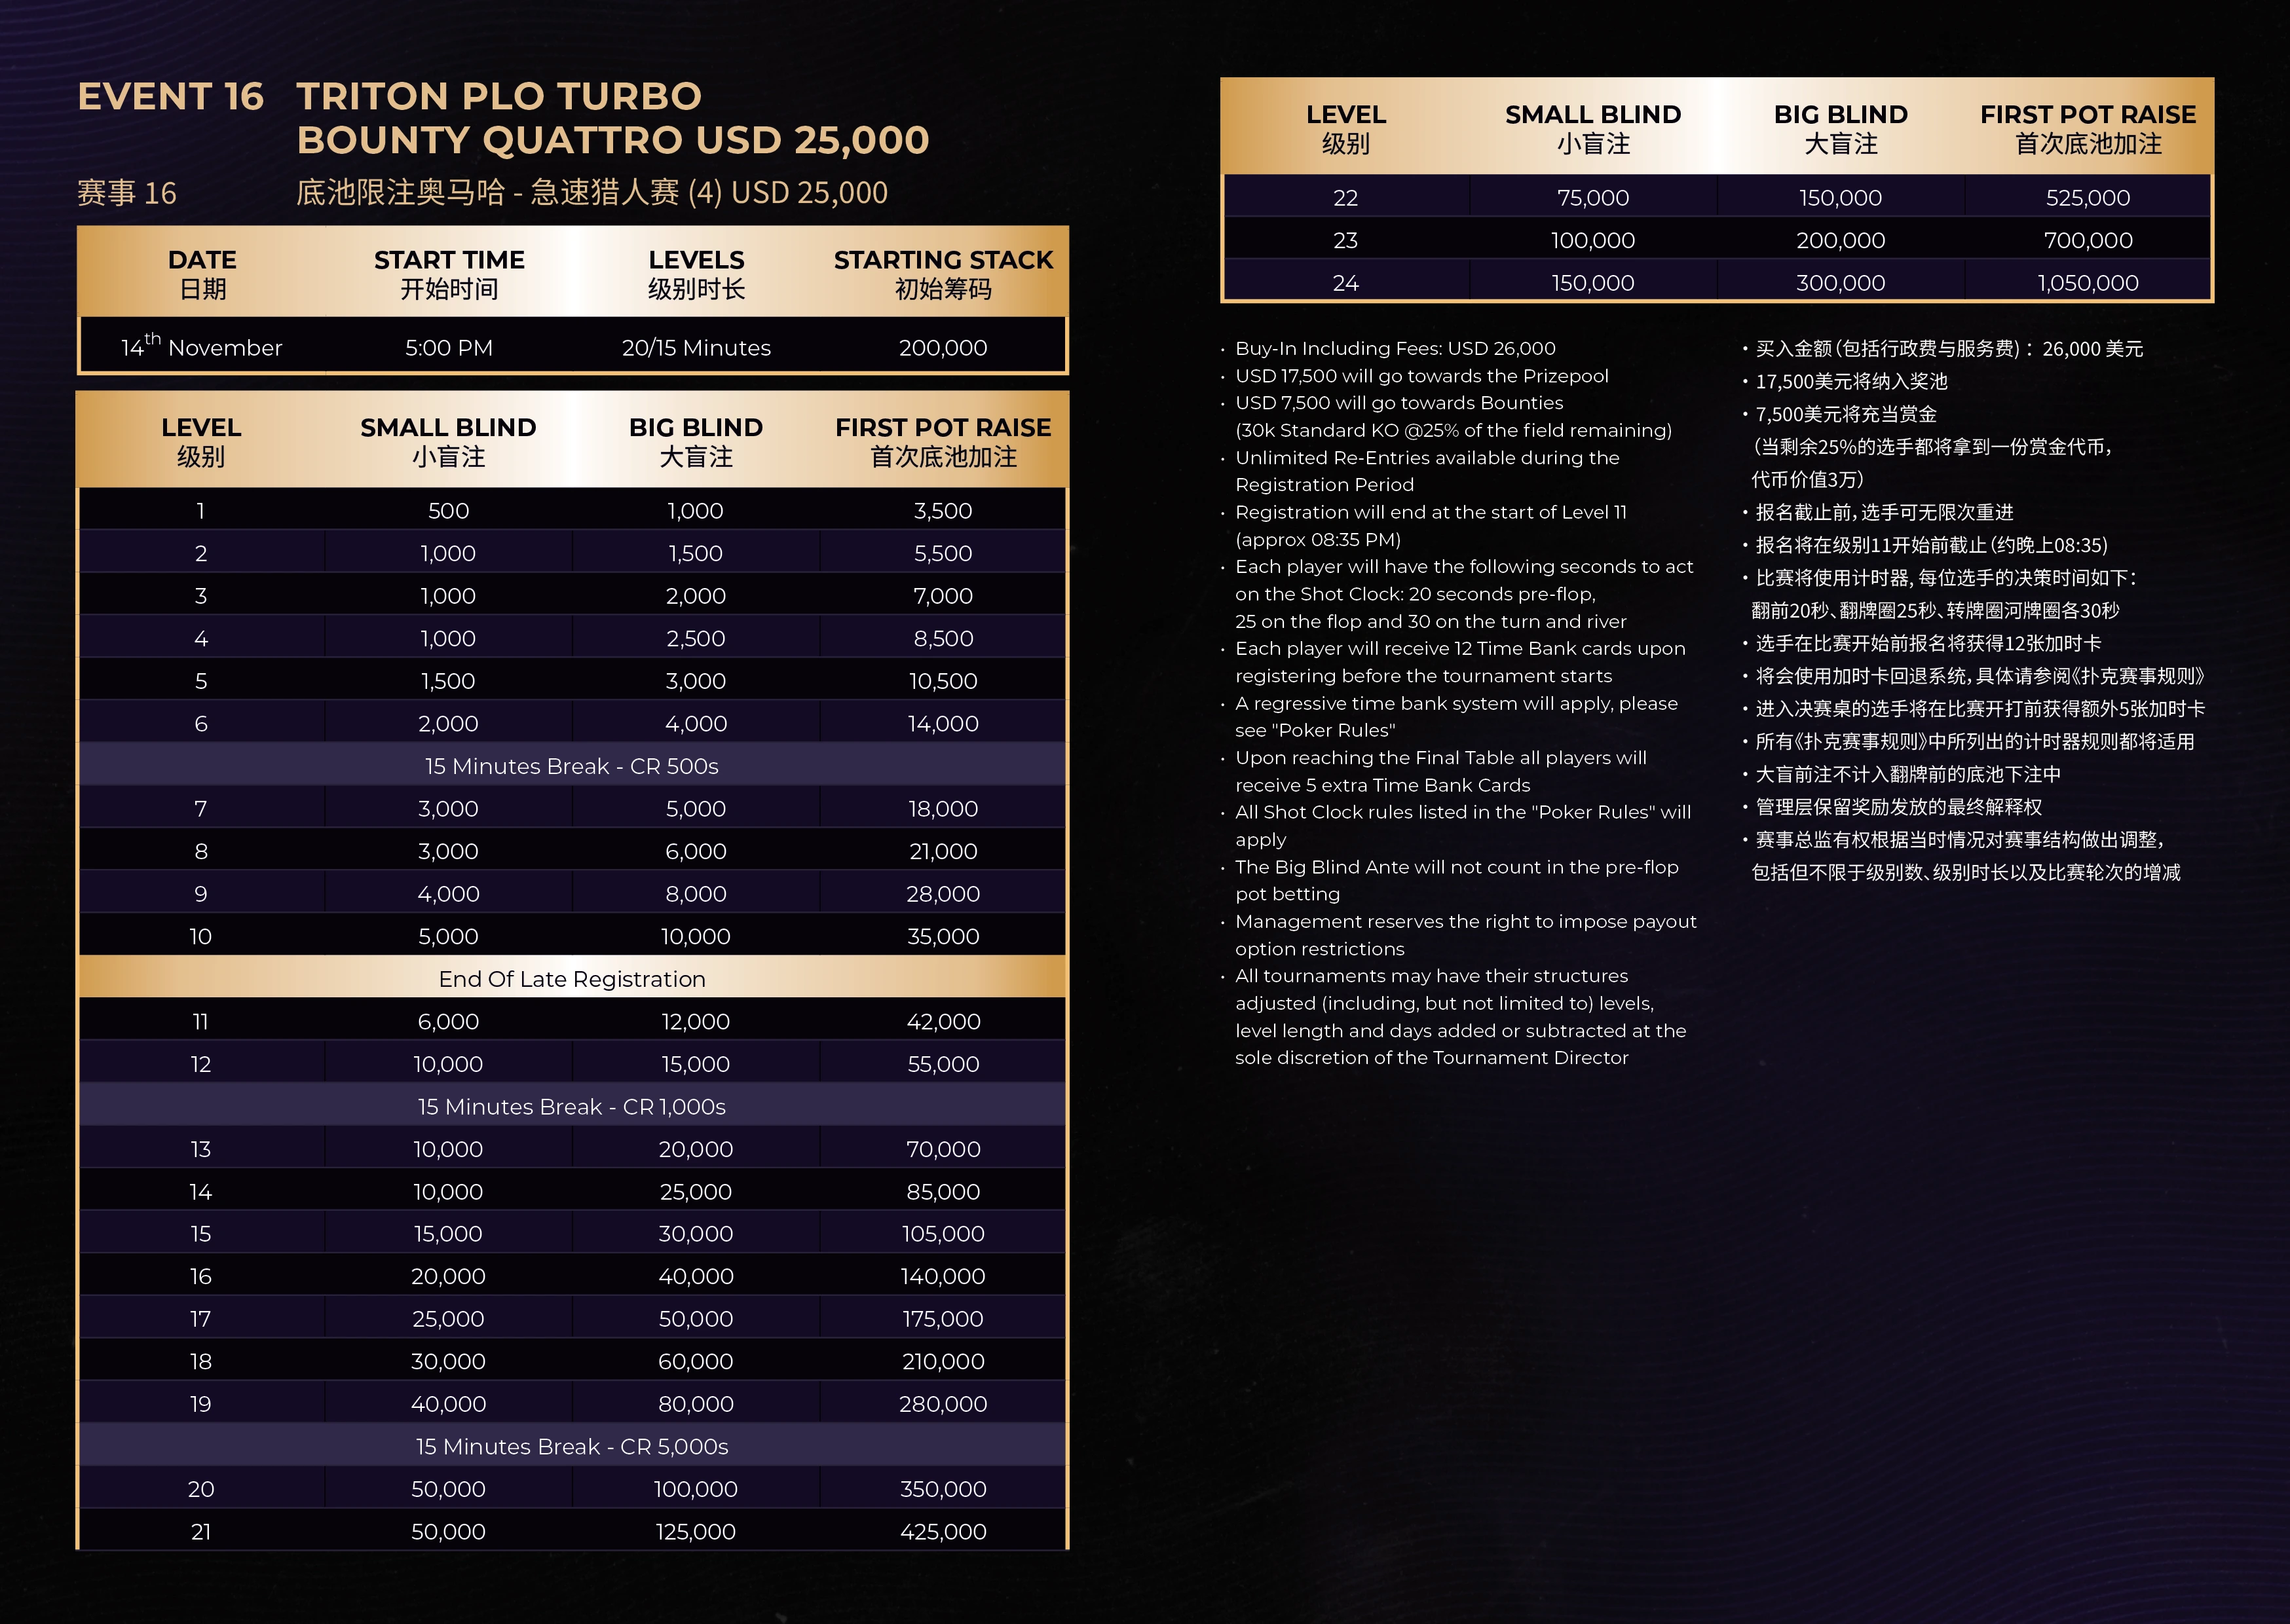 EVENT 16 TRITON PLO TURBO
BOUNTY QUATTRO USD 25,000
赛事 16 底池限注奥马哈 - 急速猎人赛 (4) USD 25,000
DATE START TIME LEVELS STARTING STACK
日期 开始时间 级别时长 初始筹码
14th November 5:00 PM 20/15 Minutes 200,000
LEVEL SMALL BLIND BIG BLIND FIRST POT RAISE
级别 小盲注 大盲注 首次底池加注
1 500 1,000 3,500
2 1,000 1,500 5,500
3 1,000 2,000 7,000
4 1,000 2,500 8,500
5 1,500 3,000 10,500
6 2,000 4,000 14,000
15 Minutes Break - CR 500s
7 3,000 5,000 18,000
8 3,000 6,000 21,000
9 4,000 8,000 28,000
10 5,000 10,000 35,000
End Of Late Registration
11 6,000 12,000 42,000
12 10,000 15,000 55,000
15 Minutes Break - CR 1,000s
13 10,000 20,000 70,000
14 10,000 25,000 85,000
15 15,000 30,000 105,000
16 20,000 40,000 140,000
17 25,000 50,000 175,000
18 30,000 60,000 210,000
19 40,000 80,000 280,000
15 Minutes Break - CR 5,000s
20 50,000 100,000 350,000
21 50,000 125,000 425,000
LEVEL SMALL BLIND BIG BLIND FIRST POT RAISE
级别 小盲注 大盲注 首次底池加注
22 75,000 150,000 525,000
23 100,000 200,000 700,000
24 150,000 300,000 1,050,000
· Buy-In Including Fees: USD 26,000
· USD 17,500 will go towards the Prizepool
· USD 7,500 will go towards Bounties
(30k Standard KO @25% of the field remaining)
· Unlimited Re-Entries available during the
Registration Period
· Registration will end at the start of Level 11
(approx 08:35 PM)
· Each player will have the following seconds to act
on the Shot Clock: 20 seconds pre-flop,
25 on the flop and 30 on the turn and river
· Each player will receive 12 Time Bank cards upon
registering before the tournament starts
· A regressive time bank system will apply, please
see "Poker Rules"
· Upon reaching the Final Table all players will
receive 5 extra Time Bank Cards
· All Shot Clock rules listed in the "Poker Rules" will
apply
· The Big Blind Ante will not count in the pre-flop
pot betting
· Management reserves the right to impose payout
option restrictions
· All tournaments may have their structures
adjusted (including, but not limited to) levels,
level length and days added or subtracted at the
sole discretion of the Tournament Director
· 买入金额（包括行政费与服务费)：26,000 美元
· 17,500美元将纳入奖池
· 7,500美元将充当赏金
（当剩余25%的选手都将拿到一份赏金代币，
代币价值3万）
· 报名截止前，选手可无限次重进
· 报名将在级别11开始前截止（约晚上08:35)
· 比赛将使用计时器, 每位选手的决策时间如下：
翻前20秒、翻牌圈25秒、转牌圈河牌圈各30秒
· 选手在比赛开始前报名将获得12张加时卡
· 将会使用加时卡回退系统，具体请参阅《扑克赛事规则》
· 进入决赛桌的选手将在比赛开打前获得额外5张加时卡
· 所有《扑克赛事规则》中所列出的计时器规则都将适用
· 大盲前注不计入翻牌前的底池下注中
· 管理层保留奖励发放的最终解释权
· 赛事总监有权根据当时情况对赛事结构做出调整，
包括但不限于级别数、级别时长以及比赛轮次的增减